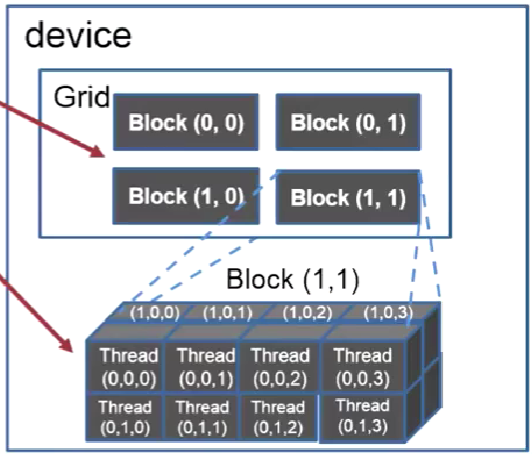 device
Grid
Block (0, 0) Block (0, 1)
Block (1, 0) Block (1, 1)
Block (1,1)
(1,0,0) (1,0,1) (1,0,2) (1,0,3)
Thread Thread Thread Thread
(0,0,0) (0,0,1) (0,0,2) (0,0,3)
Thread Thread Thread Thread
(0,1,0) (0,1,1) (0,1,2) (0,1,3)